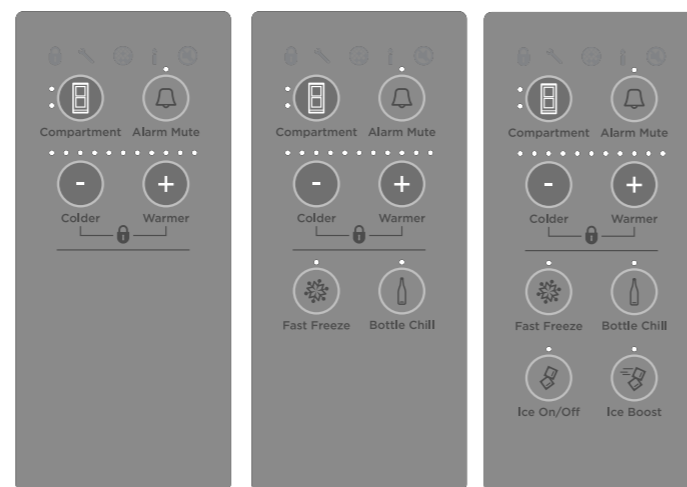 Compartment Alarm Mute
- +
Colder Warmer
Compartment Alarm Mute
- +
Colder Warmer
Fast Freeze Bottle Chill
Compartment Alarm Mute
- +
Colder Warmer
Fast Freeze Bottle Chill
Ice On/Off Ice Boost